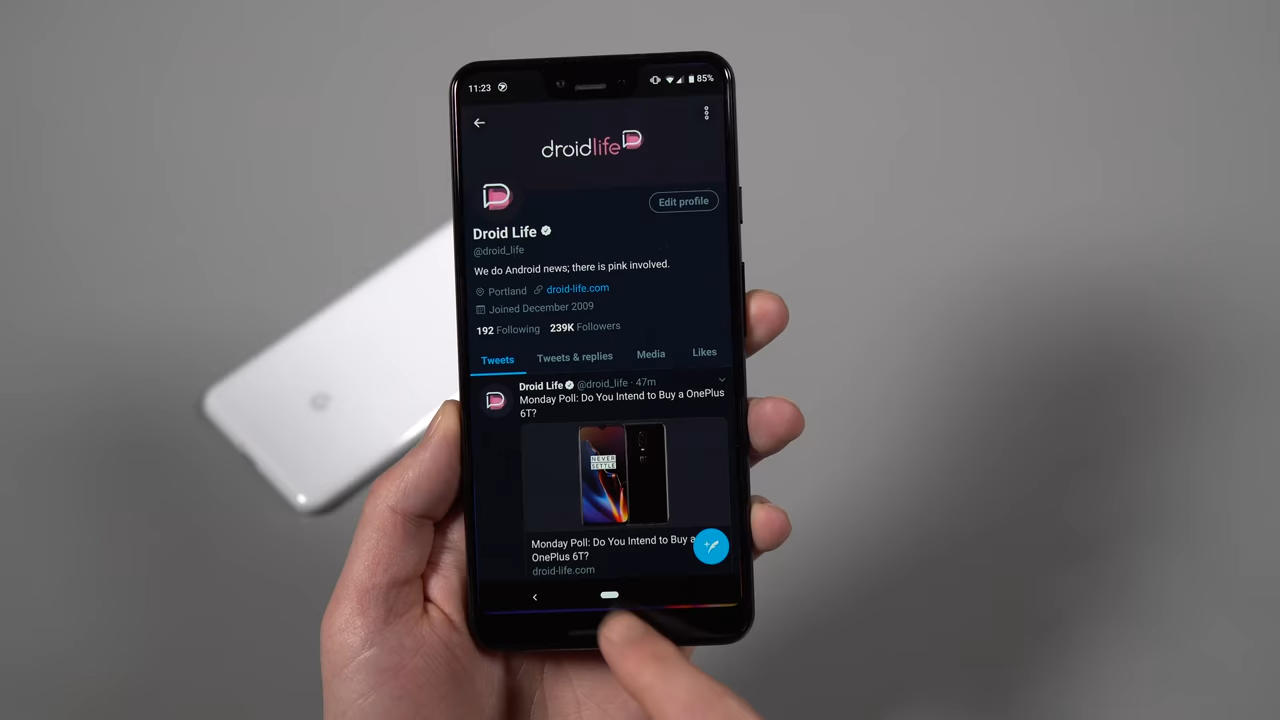 11:23 85%
droidlife
Edit profile
Droid Life
@droid_life
We do Android news; there is pink involved.
Portland droid-life.com
Joined December 2009
192 Following 239K Followers
Tweets Tweets & replies Media Likes
Droid Life @droid_life · 47m
Monday Poll: Do You Intend to Buy a OnePlus
6T?
NEVER
SETTLE
Monday Poll: Do You Intend to Buy a
OnePlus 6T?
droid-life.com